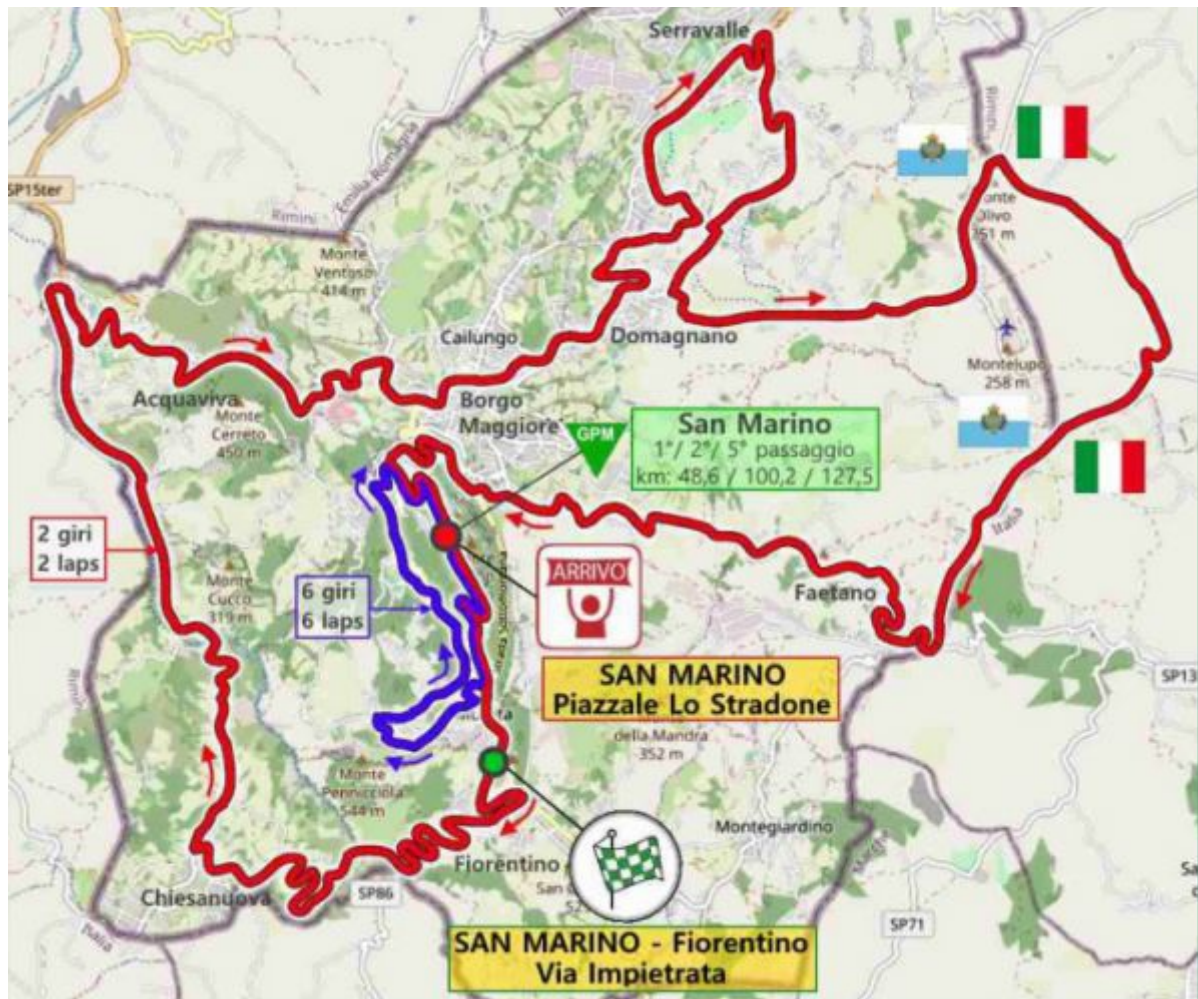 Serravalle
SP15ter
Rimini
Emilia-Romagna
Rimini
Monte
Ventoso
414 m
Cailungo
Domagnano
Montelupo
258 m
Acquaviva
Monte
Cerreto
450 m
Borgo
Maggiore
GPM
San Marino
1°/ 2°/ 5° passaggio
km: 48,6 / 100,2 / 127,5
2 giri
2 laps
Monte
Cucco
319 m
6 giri
6 laps
ARRIVO
Faetano
Italia
SAN MARINO
Piazzale Lo Stradone
SP13
della Mandra
352 m
Monte
Pennicciola
544 m
Montegiardino
Fiorentino
Chiesanuova
SP86
Italia
SP71
SAN MARINO - Fiorentino
Via Impietrata